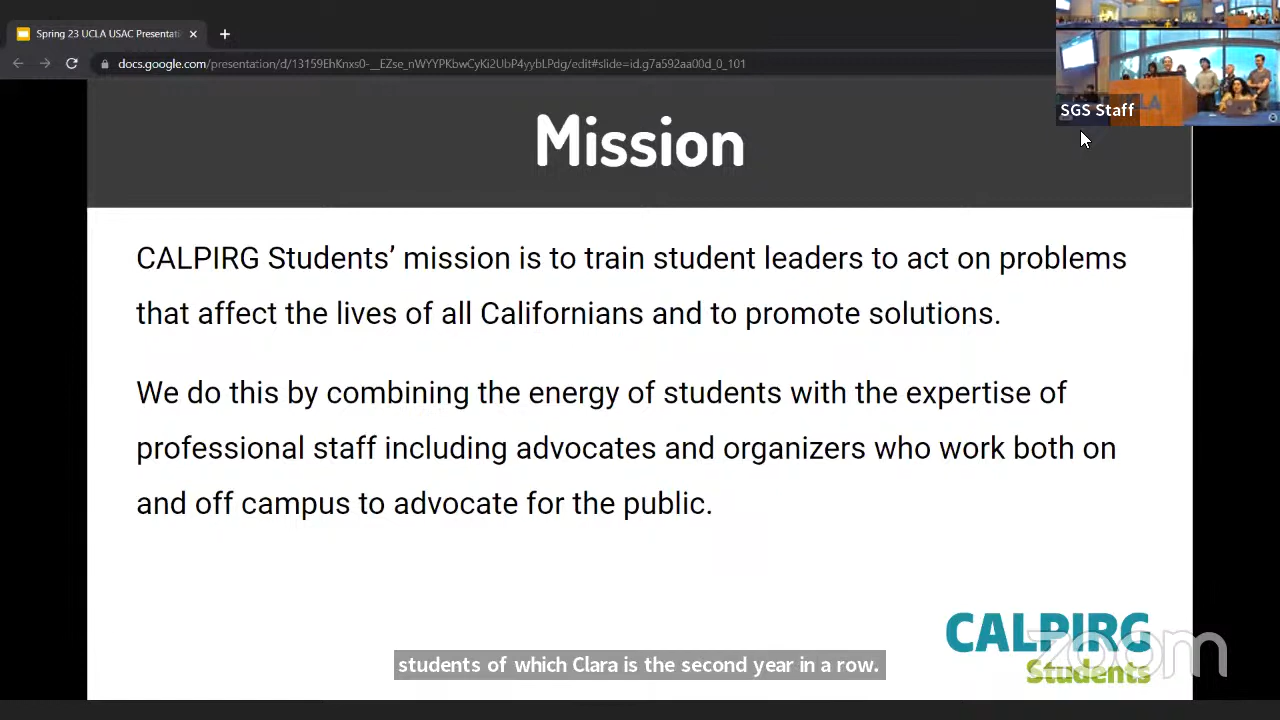 Spring 23 UCLA USAC Presentati
docs.google.com/presentation/d/13159EhKnxs0-__EZse_nWYYPKbwCyKi2UbP4yybLPdg/edit#slide=id.g7a592aa00d_0_101
SGS Staff
Mission
CALPIRG Students’ mission is to train student leaders to act on problems
that affect the lives of all Californians and to promote solutions.
We do this by combining the energy of students with the expertise of
professional staff including advocates and organizers who work both on
and off campus to advocate for the public.
CALPIRG
Students
zoom
students of which Clara is the second year in a row.